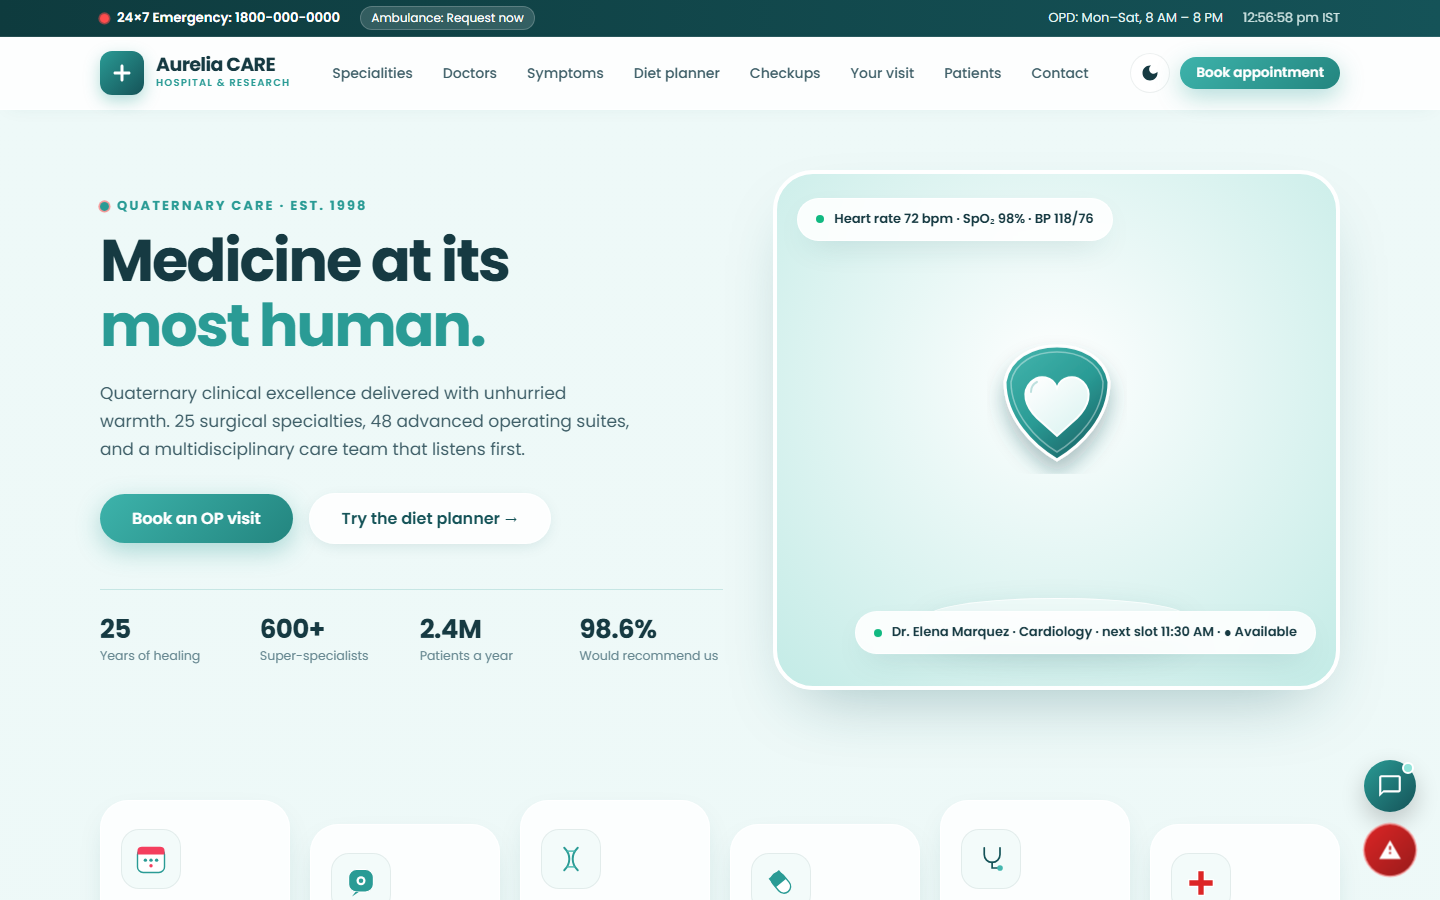 24×7 Emergency: 1800-000-0000
Ambulance: Request now
OPD: Mon–Sat, 8 AM – 8 PM
12:56:58 pm IST
Aurelia CARE
HOSPITAL & RESEARCH
Specialities
Doctors
Symptoms
Diet planner
Checkups
Your visit
Patients
Contact
Book appointment
QUATERNARY CARE · EST. 1998
Medicine at its
most human.
Quaternary clinical excellence delivered with unhurried
warmth. 25 surgical specialties, 48 advanced operating suites,
and a multidisciplinary care team that listens first.
Book an OP visit
Try the diet planner →
25
Years of healing
600+
Super-specialists
2.4M
Patients a year
98.6%
Would recommend us
Heart rate 72 bpm · SpO₂ 98% · BP 118/76
Dr. Elena Marquez · Cardiology · next slot 11:30 AM · ● Available